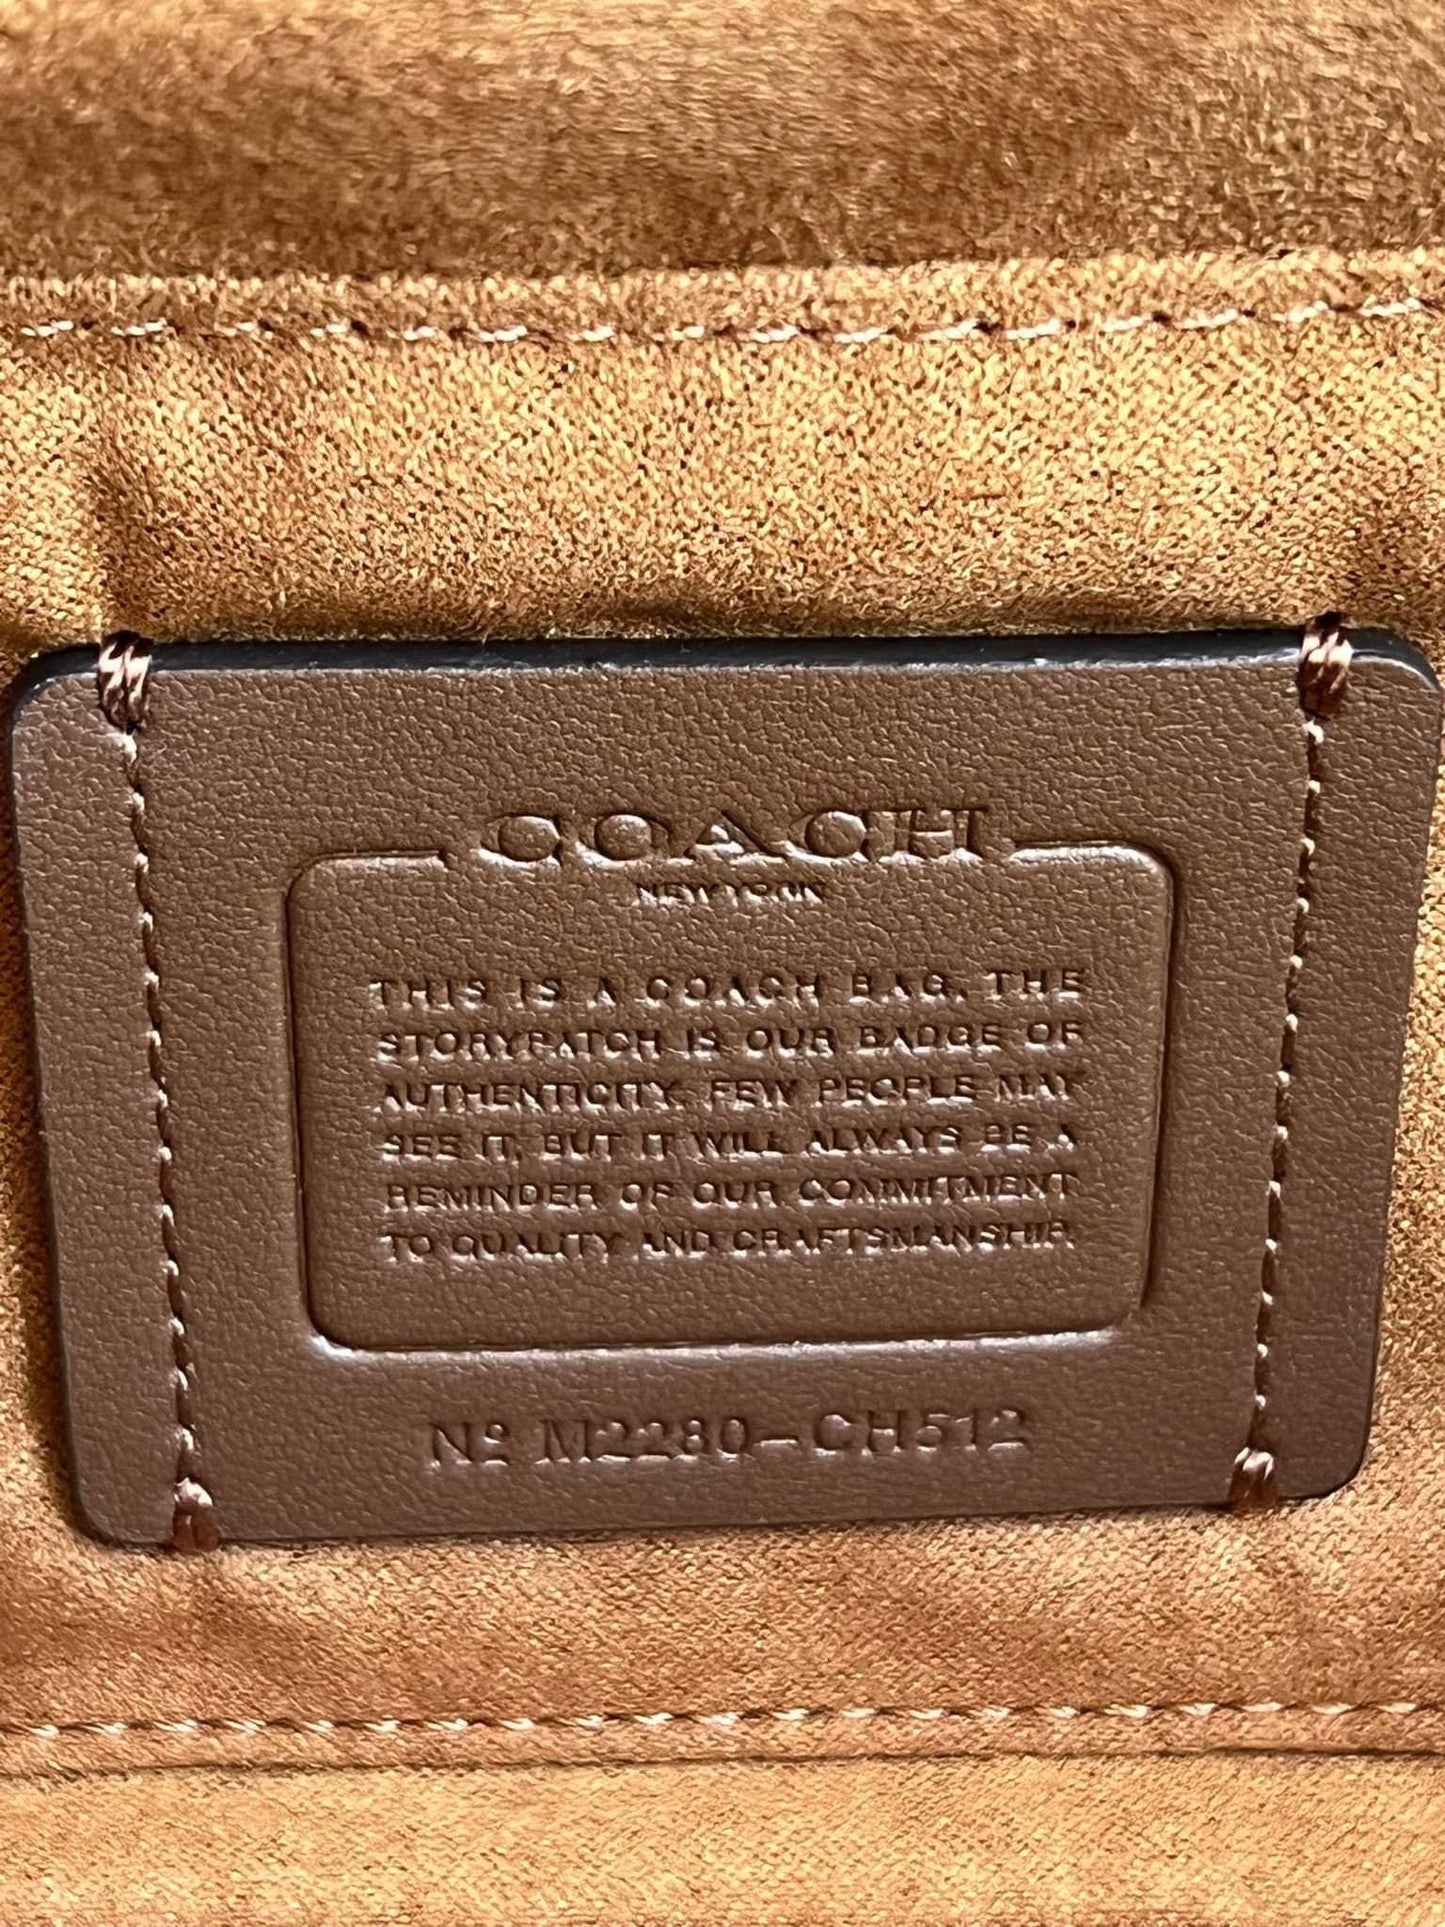 COACH
NEW YORK
THIS IS A COACH BAG. THE
STORYPATCH IS OUR BADGE OF
AUTHENTICITY. FEW PEOPLE MAY
SEE IT, BUT IT WILL ALWAYS BE A
REMINDER OF OUR COMMITMENT
TO QUALITY AND CRAFTSMANSHIP.
Nº M2280-CH512